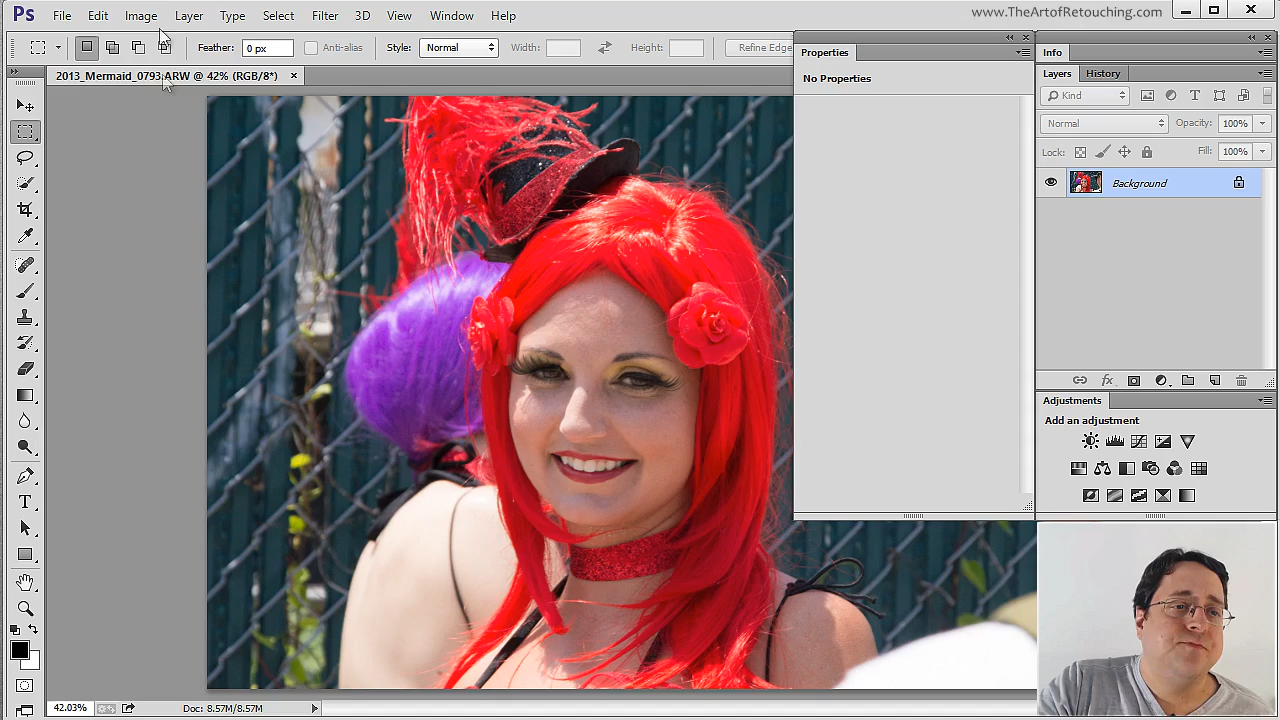 Ps File Edit Image Layer Type Select Filter 3D View Window Help www.TheArtofRetouching.com
Feather: 0 px Anti-alias Style: Normal Width: Height: Refine Edge
2013_Mermaid_0793.ARW @ 42% (RGB/8*) ×
Properties
No Properties
Info
Layers History
Kind
Normal Opacity: 100%
Lock: Fill: 100%
Background
fx
Adjustments
Add an adjustment
T
42.03% Doc: 8.57M/8.57M